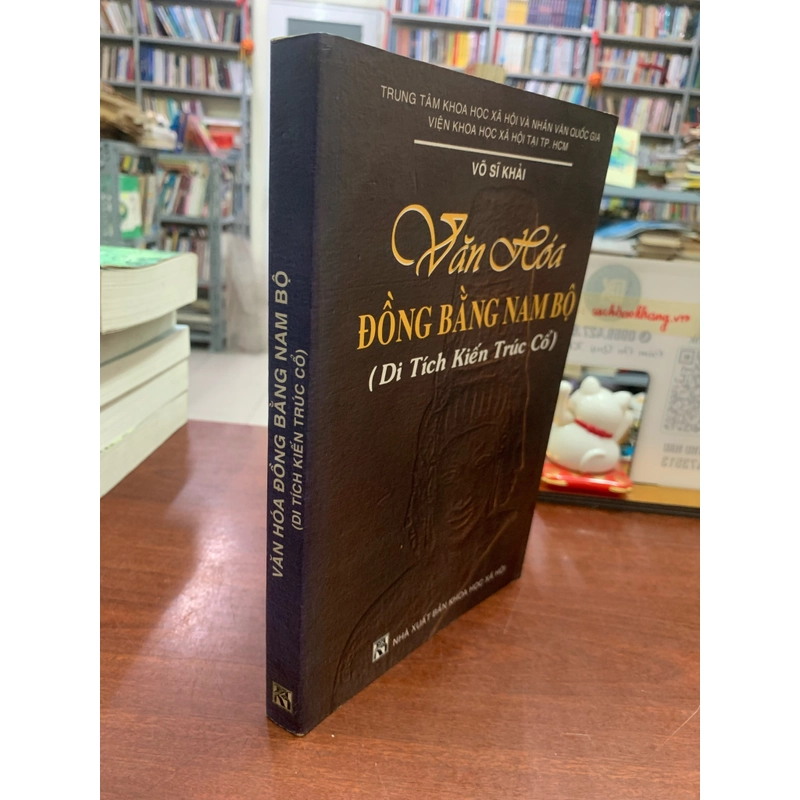 TRUNG TÂM KHOA HỌC XÃ HỘI VÀ NHÂN VĂN QUỐC GIA
VIỆN KHOA HỌC XÃ HỘI TẠI TP. HCM
VÕ SĨ KHẢI
Văn Hóa
ĐỒNG BẰNG NAM BỘ
(Di Tích Kiến Trúc Cổ)
NHÀ XUẤT BẢN KHOA HỌC XÃ HỘI
VĂN HÓA ĐỒNG BẰNG NAM BỘ
(DI TÍCH KIẾN TRÚC CỔ)